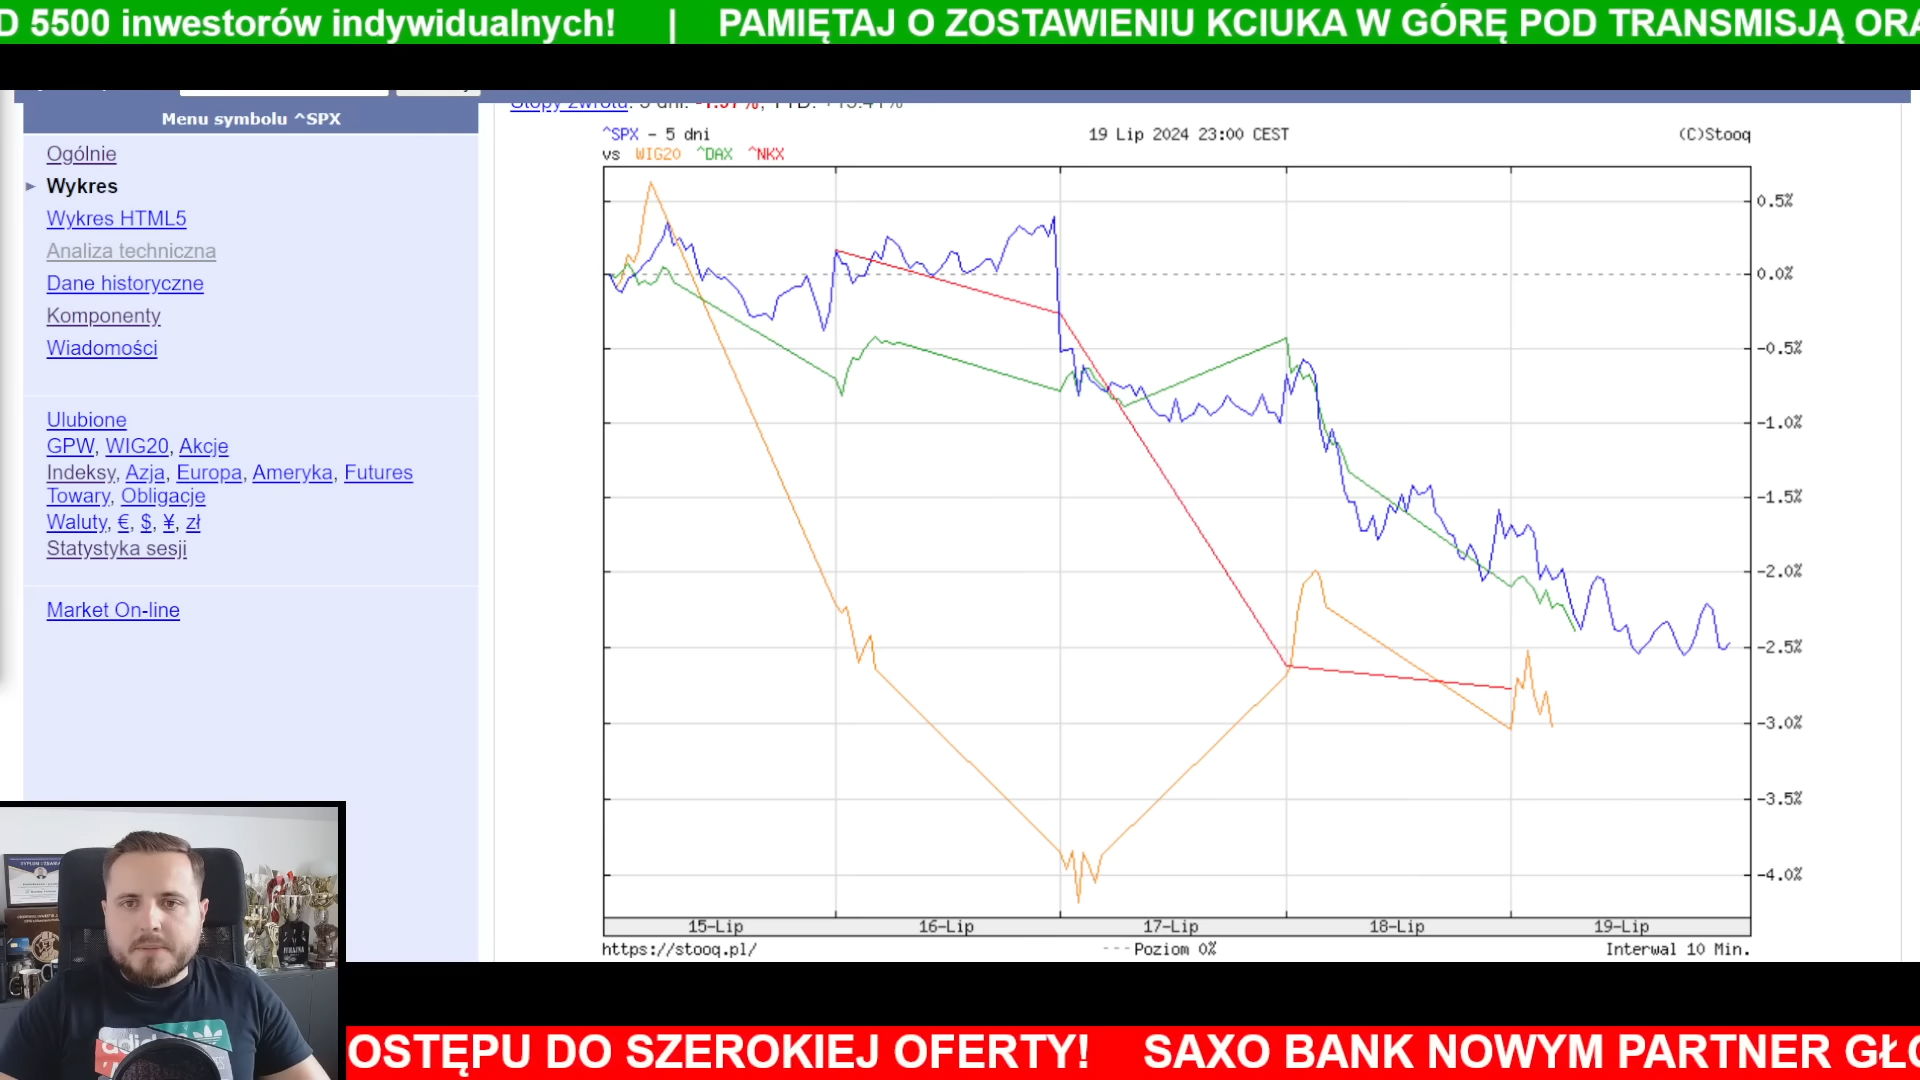 D 5500 inwestorów indywidualnych! | PAMIĘTAJ O ZOSTAWIENIU KCIUKA W GÓRĘ POD TRANSMISJĄ ORA
Menu symbolu ^SPX
Ogólnie
Wykres
Wykres HTML5
Analiza techniczna
Dane historyczne
Komponenty
Wiadomości
Ulubione
GPW, WIG20, Akcje
Indeksy, Azja, Europa, Ameryka, Futures
Towary, Obligacje
Waluty, €, $, ¥, zł
Statystyka sesji
Market On-line
^SPX - 5 dni 19 Lip 2024 23:00 CEST (C)Stooq
vs WIG20 ^DAX ^NKX
0.5%
0.0%
-0.5%
-1.0%
-1.5%
-2.0%
-2.5%
-3.0%
-3.5%
-4.0%
15-Lip 16-Lip 17-Lip 18-Lip 19-Lip
https://stooq.pl/ ---Poziom 0% Interwal 10 Min.
adidas
OSTĘPU DO SZEROKIEJ OFERTY! SAXO BANK NOWYM PARTNER GŁO